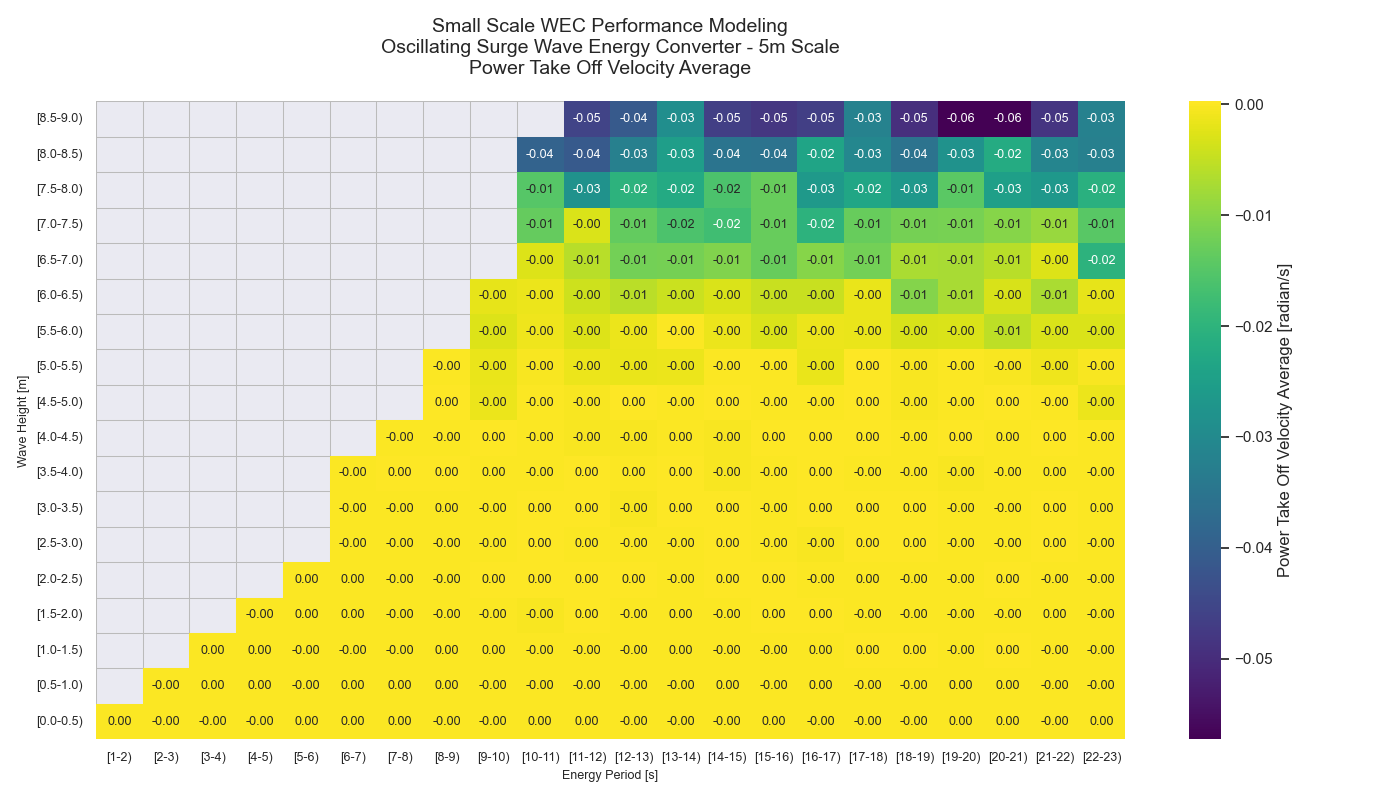 Small Scale WEC Performance Modeling
Oscillating Surge Wave Energy Converter - 5m Scale
Power Take Off Velocity Average
[8.5-9.0) -0.05 -0.04 -0.03 -0.05 -0.05 -0.05 -0.03 -0.05 -0.06 -0.06 -0.05 -0.03
[8.0-8.5) -0.04 -0.04 -0.03 -0.03 -0.04 -0.04 -0.02 -0.03 -0.04 -0.03 -0.02 -0.03 -0.03
[7.5-8.0) -0.01 -0.03 -0.02 -0.02 -0.02 -0.01 -0.03 -0.02 -0.03 -0.01 -0.03 -0.03 -0.02
[7.0-7.5) -0.01 -0.00 -0.01 -0.02 -0.02 -0.01 -0.02 -0.01 -0.01 -0.01 -0.01 -0.01 -0.01
[6.5-7.0) -0.00 -0.01 -0.01 -0.01 -0.01 -0.01 -0.01 -0.01 -0.01 -0.01 -0.01 -0.00 -0.02
[6.0-6.5) -0.00 -0.00 -0.00 -0.01 -0.00 -0.00 -0.00 -0.00 -0.00 -0.01 -0.01 -0.00 -0.01 -0.00
[5.5-6.0) -0.00 -0.00 -0.00 -0.00 -0.00 -0.00 -0.00 -0.00 -0.00 -0.00 -0.00 -0.01 -0.00 -0.00
[5.0-5.5) -0.00 -0.00 -0.00 -0.00 -0.00 -0.00 -0.00 -0.00 -0.00 0.00 -0.00 -0.00 -0.00 -0.00 -0.00
[4.5-5.0) 0.00 -0.00 -0.00 -0.00 0.00 -0.00 0.00 -0.00 -0.00 -0.00 -0.00 -0.00 0.00 -0.00 -0.00
[4.0-4.5) -0.00 -0.00 0.00 -0.00 -0.00 -0.00 0.00 -0.00 0.00 0.00 0.00 -0.00 0.00 0.00 0.00 -0.00
[3.5-4.0) -0.00 0.00 0.00 0.00 -0.00 0.00 0.00 0.00 -0.00 -0.00 -0.00 0.00 -0.00 -0.00 -0.00 0.00 -0.00
[3.0-3.5) -0.00 -0.00 0.00 -0.00 0.00 0.00 -0.00 -0.00 0.00 -0.00 -0.00 0.00 -0.00 0.00 -0.00 0.00 0.00
[2.5-3.0) -0.00 -0.00 -0.00 -0.00 0.00 0.00 -0.00 -0.00 0.00 0.00 -0.00 0.00 0.00 -0.00 -0.00 0.00 -0.00
[2.0-2.5) 0.00 0.00 -0.00 -0.00 0.00 0.00 0.00 0.00 -0.00 -0.00 -0.00 -0.00 0.00 -0.00 0.00 -0.00 -0.00 -0.00
[1.5-2.0) -0.00 0.00 0.00 -0.00 -0.00 -0.00 -0.00 0.00 -0.00 0.00 -0.00 -0.00 0.00 -0.00 -0.00 -0.00 -0.00 0.00 -0.00
[1.0-1.5) 0.00 0.00 -0.00 -0.00 -0.00 0.00 0.00 -0.00 0.00 -0.00 -0.00 0.00 -0.00 -0.00 0.00 -0.00 0.00 -0.00 -0.00 -0.00
[0.5-1.0) -0.00 0.00 0.00 -0.00 0.00 0.00 0.00 -0.00 -0.00 -0.00 0.00 -0.00 -0.00 -0.00 -0.00 -0.00 -0.00 0.00 -0.00 0.00 -0.00
[0.0-0.5) 0.00 -0.00 -0.00 -0.00 0.00 0.00 0.00 -0.00 -0.00 0.00 0.00 -0.00 -0.00 -0.00 0.00 -0.00 -0.00 -0.00 0.00 0.00 -0.00 0.00
[1-2) [2-3) [3-4) [4-5) [5-6) [6-7) [7-8) [8-9) [9-10) [10-11) [11-12) [12-13) [13-14) [14-15) [15-16) [16-17) [17-18) [18-19) [19-20) [20-21) [21-22) [22-23)
Energy Period [s]
Wave Height [m]
0.00
−0.01
−0.02
−0.03
−0.04
−0.05
Power Take Off Velocity Average [radian/s]